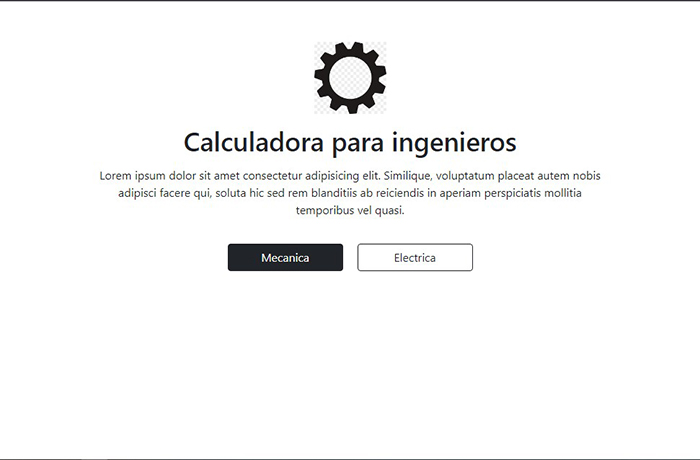 Calculadora para ingenieros
Lorem ipsum dolor sit amet consectetur adipisicing elit. Similique, voluptatum placeat autem nobis
adipisci facere qui, soluta hic sed rem blanditiis ab reiciendis in aperiam perspiciatis mollitia
temporibus vel quasi.
Mecanica
Electrica